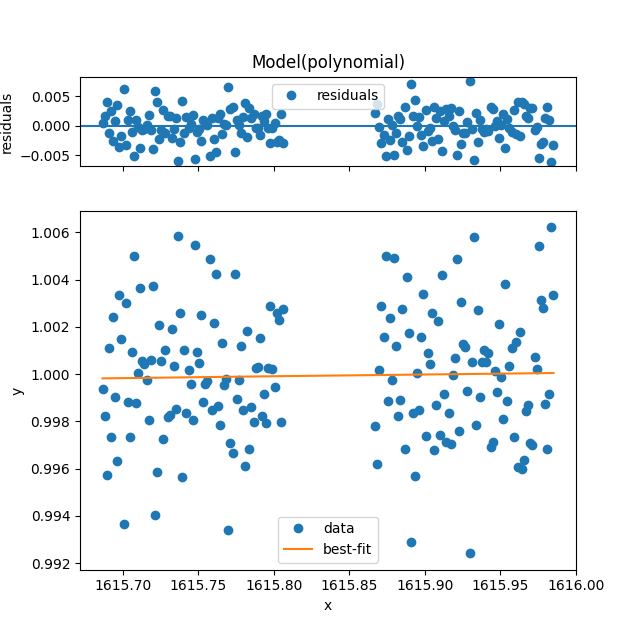 Model(polynomial)
residuals
0.005
0.000
−0.005
residuals
y
1.006
1.004
1.002
1.000
0.998
0.996
0.994
0.992
data
best-fit
1615.70 1615.75 1615.80 1615.85 1615.90 1615.95 1616.00
x